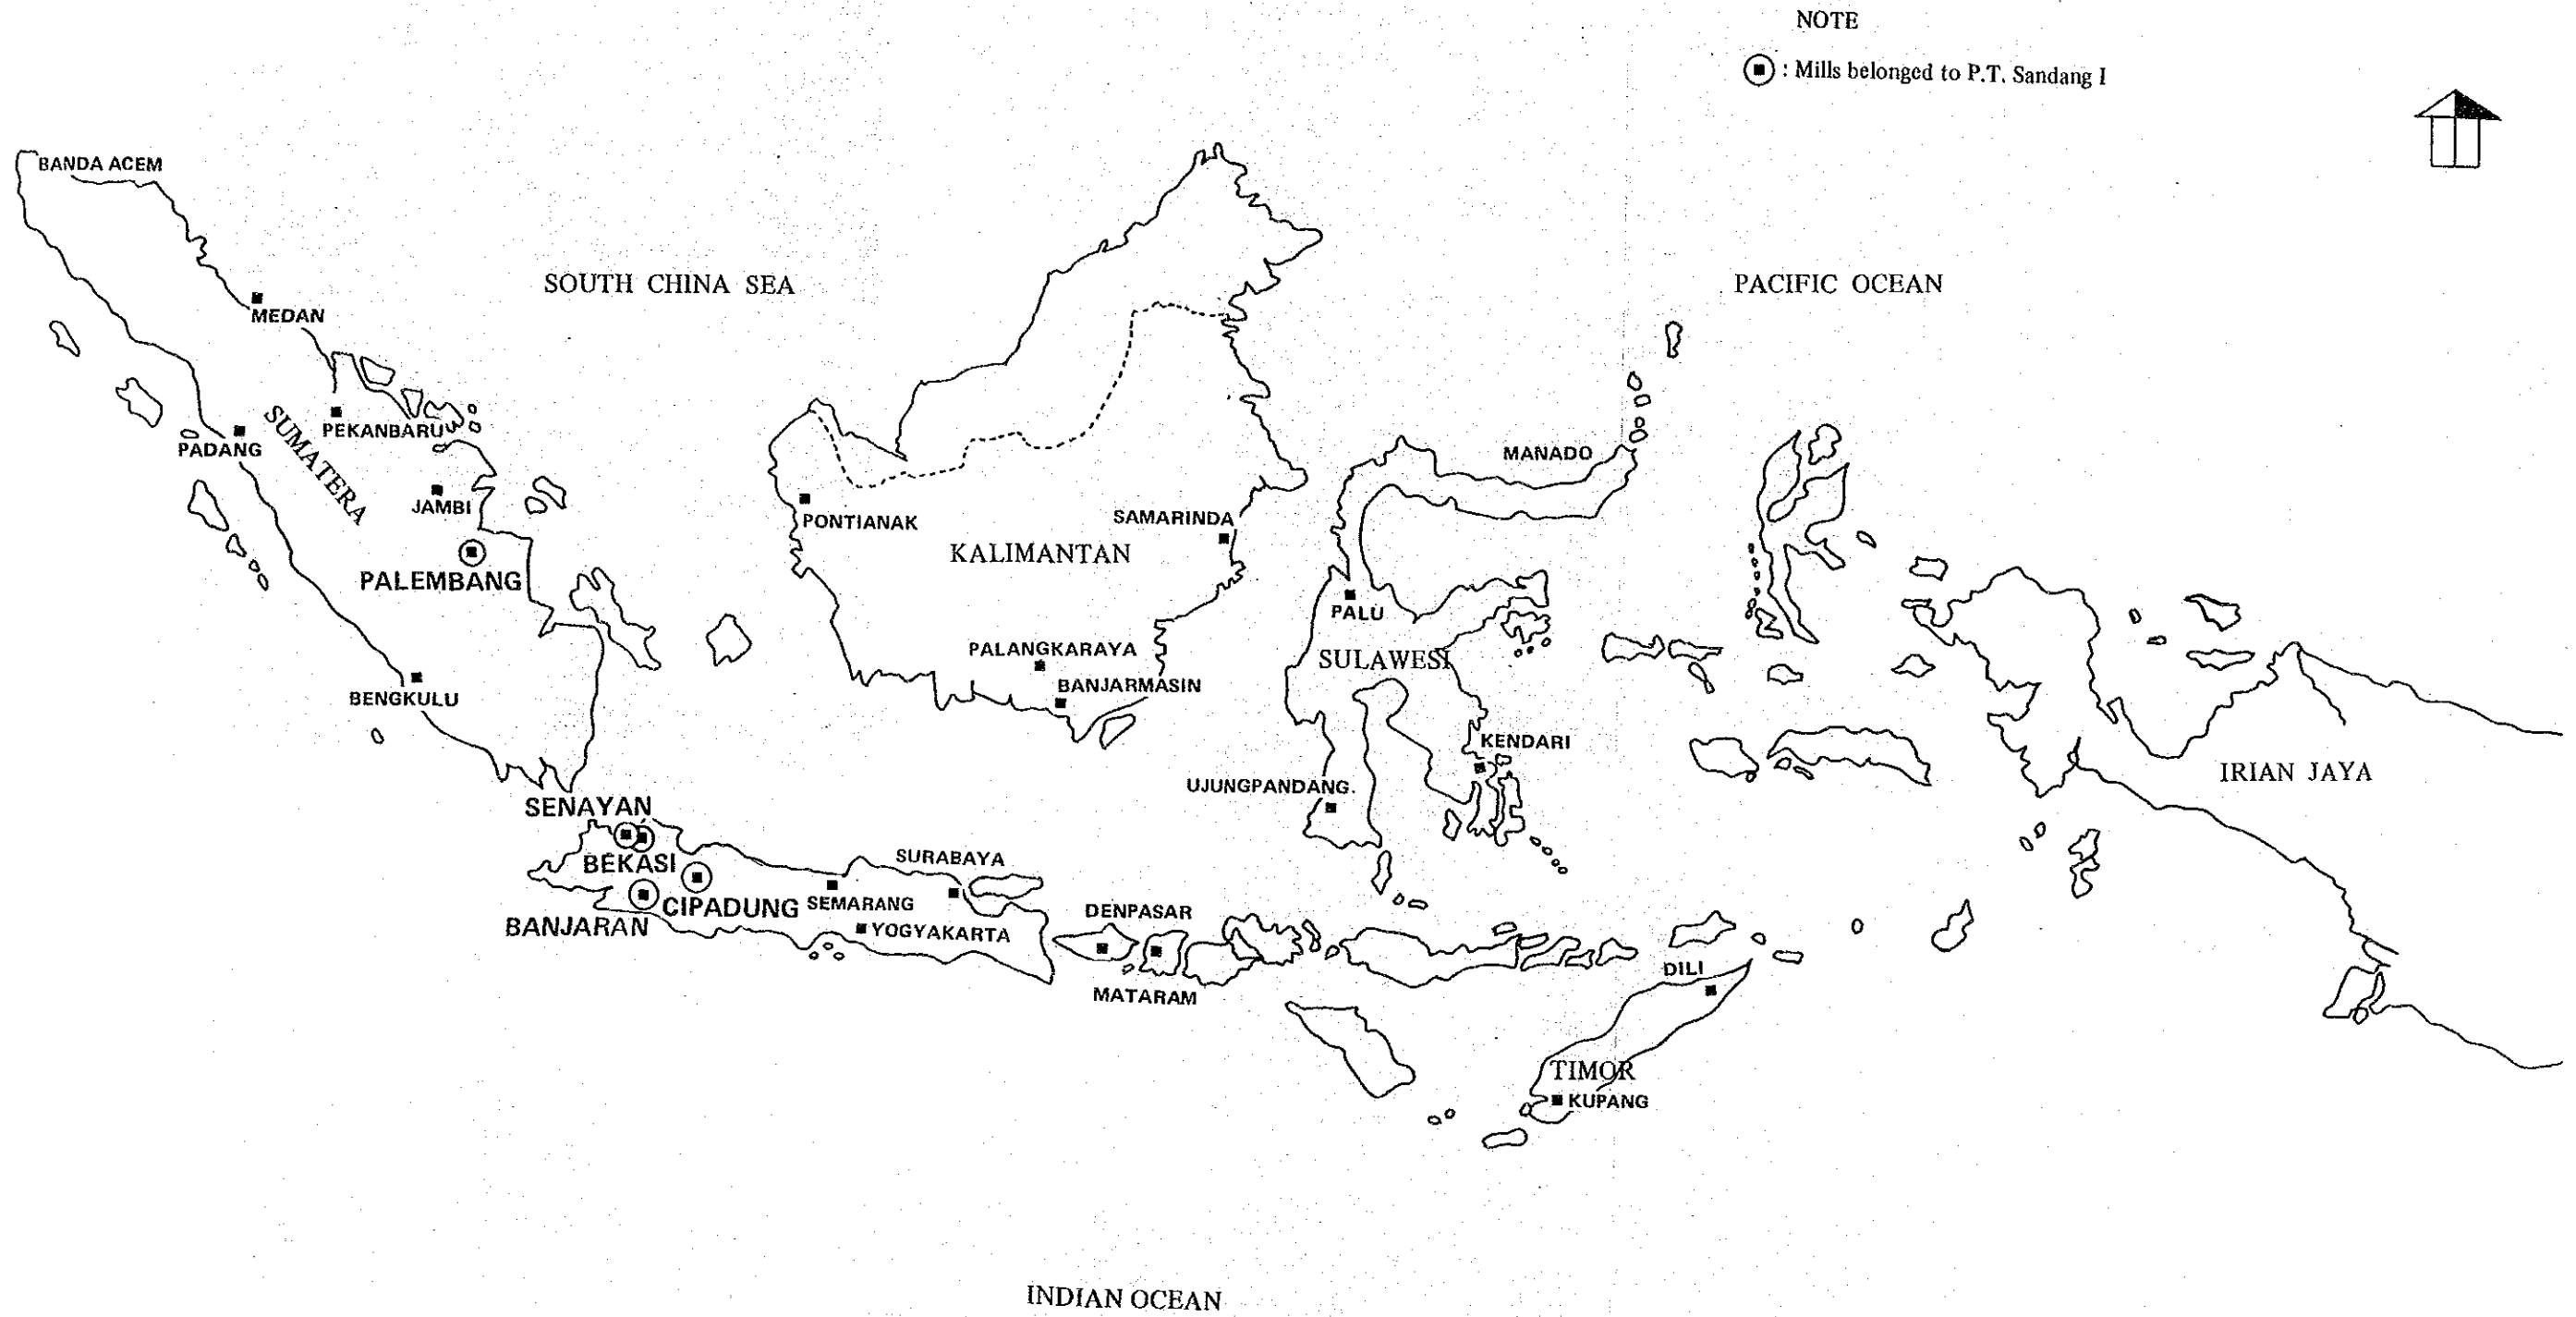 NOTE
: Mills belonged to P.T. Sandang I
BANDA ACEM
SOUTH CHINA SEA
PACIFIC OCEAN
MEDAN
SUMATERA
PEKANBARU
PADANG
MANADO
JAMBI
PONTIANAK
SAMARINDA
KALIMANTAN
PALEMBANG
PALU
PALANGKARAYA
SULAWESI
BANJARMASIN
BENGKULU
KENDARI
IRIAN JAYA
UJUNGPANDANG.
SENAYAN
BEKASI
SURABAYA
CIPADUNG
SEMARANG
BANJARAN
YOGYAKARTA
DENPASAR
DILI
MATARAM
TIMOR
KUPANG
INDIAN OCEAN